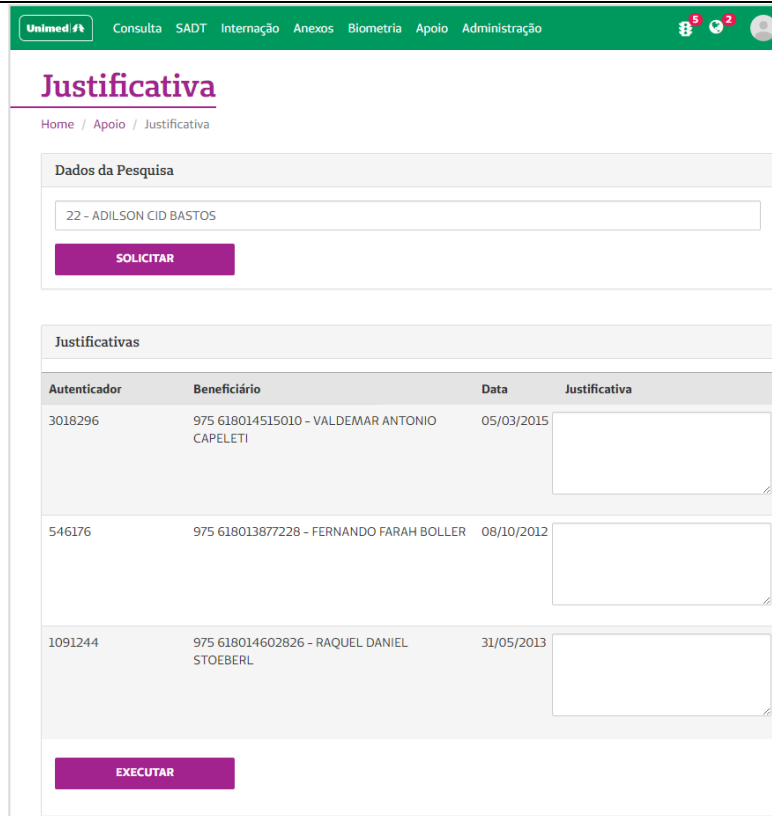 Unimed
Consulta SADT Internação Anexos Biometria Apoio Administração 5 2
Justificativa
Home / Apoio / Justificativa
Dados da Pesquisa
22 - ADILSON CID BASTOS
SOLICITAR
Justificativas
Autenticador Beneficiário Data Justificativa
3018296 975 618014515010 - VALDEMAR ANTONIO 05/03/2015
CAPELETI
546176 975 618013877228 - FERNANDO FARAH BOLLER 08/10/2012
1091244 975 618014602826 - RAQUEL DANIEL 31/05/2013
STOEBERL
EXECUTAR